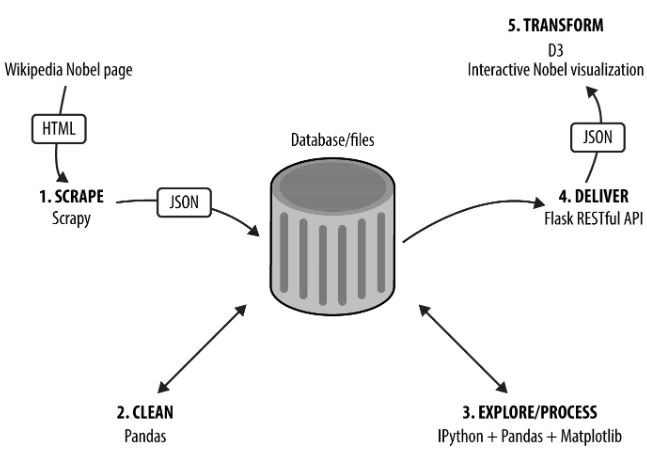 5. TRANSFORM
D3
Interactive Nobel visualization
Wikipedia Nobel page
HTML
JSON
Database/files
1. SCRAPE
Scrapy
JSON
4. DELIVER
Flask RESTful API
2. CLEAN
Pandas
3. EXPLORE/PROCESS
IPython + Pandas + Matplotlib